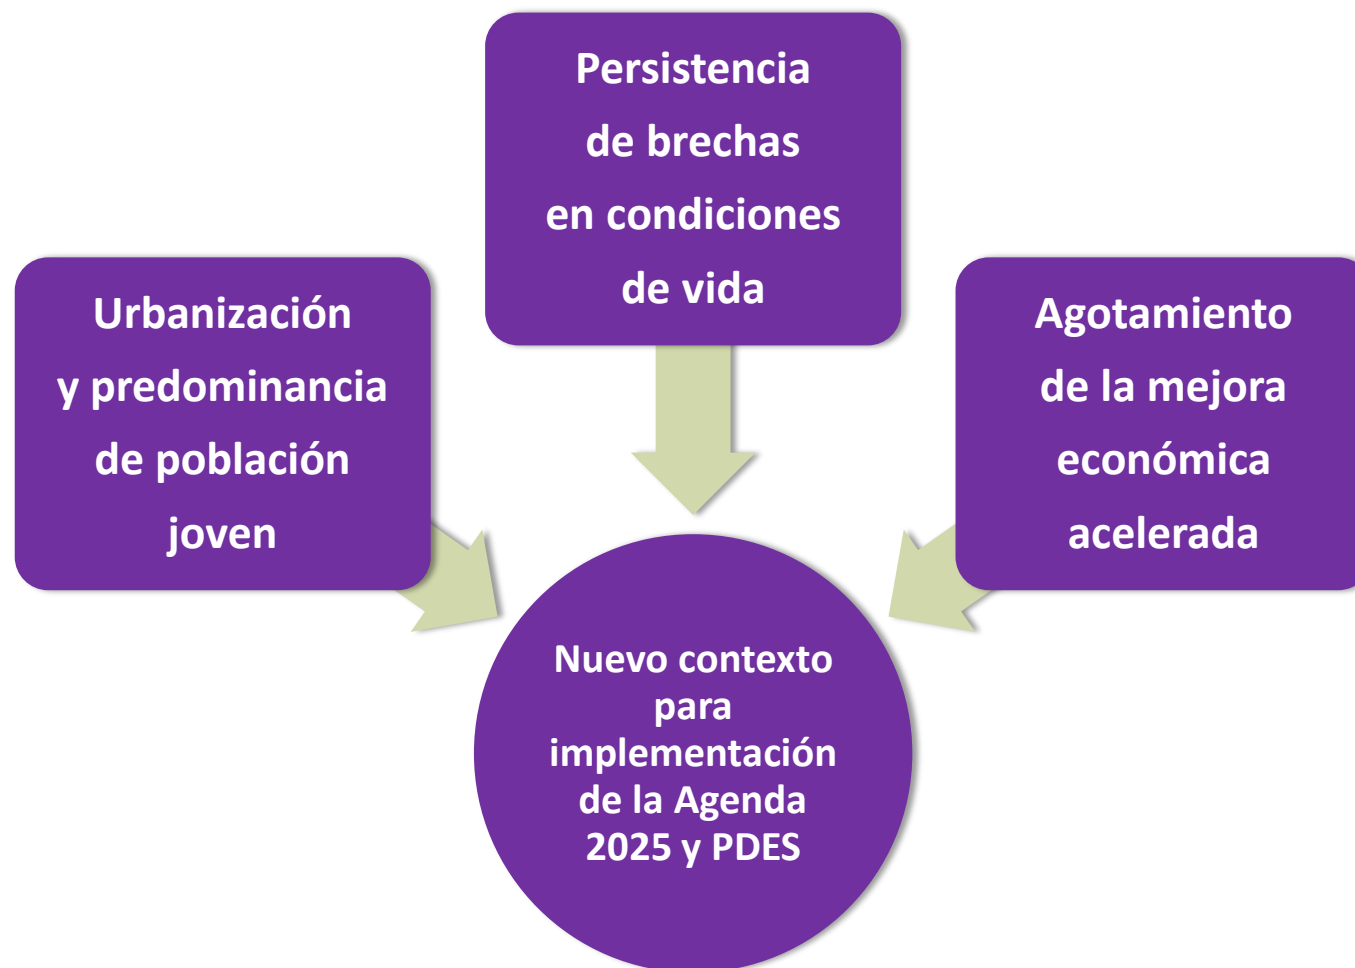 Persistencia
de brechas
en condiciones
de vida
Urbanización
y predominancia
de población
joven
Agotamiento
de la mejora
económica
acelerada
Nuevo contexto
para
implementación
de la Agenda
2025 y PDES